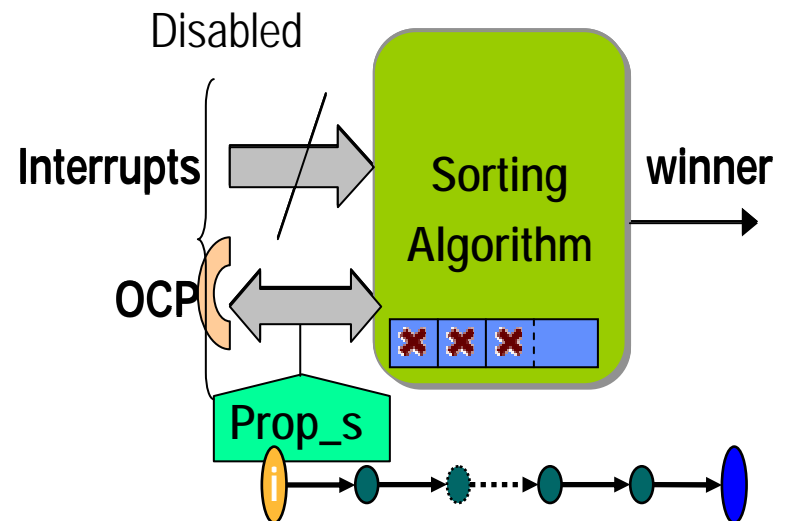 Disabled
Interrupts
Sorting
Algorithm
winner
OCP
Prop_s
i